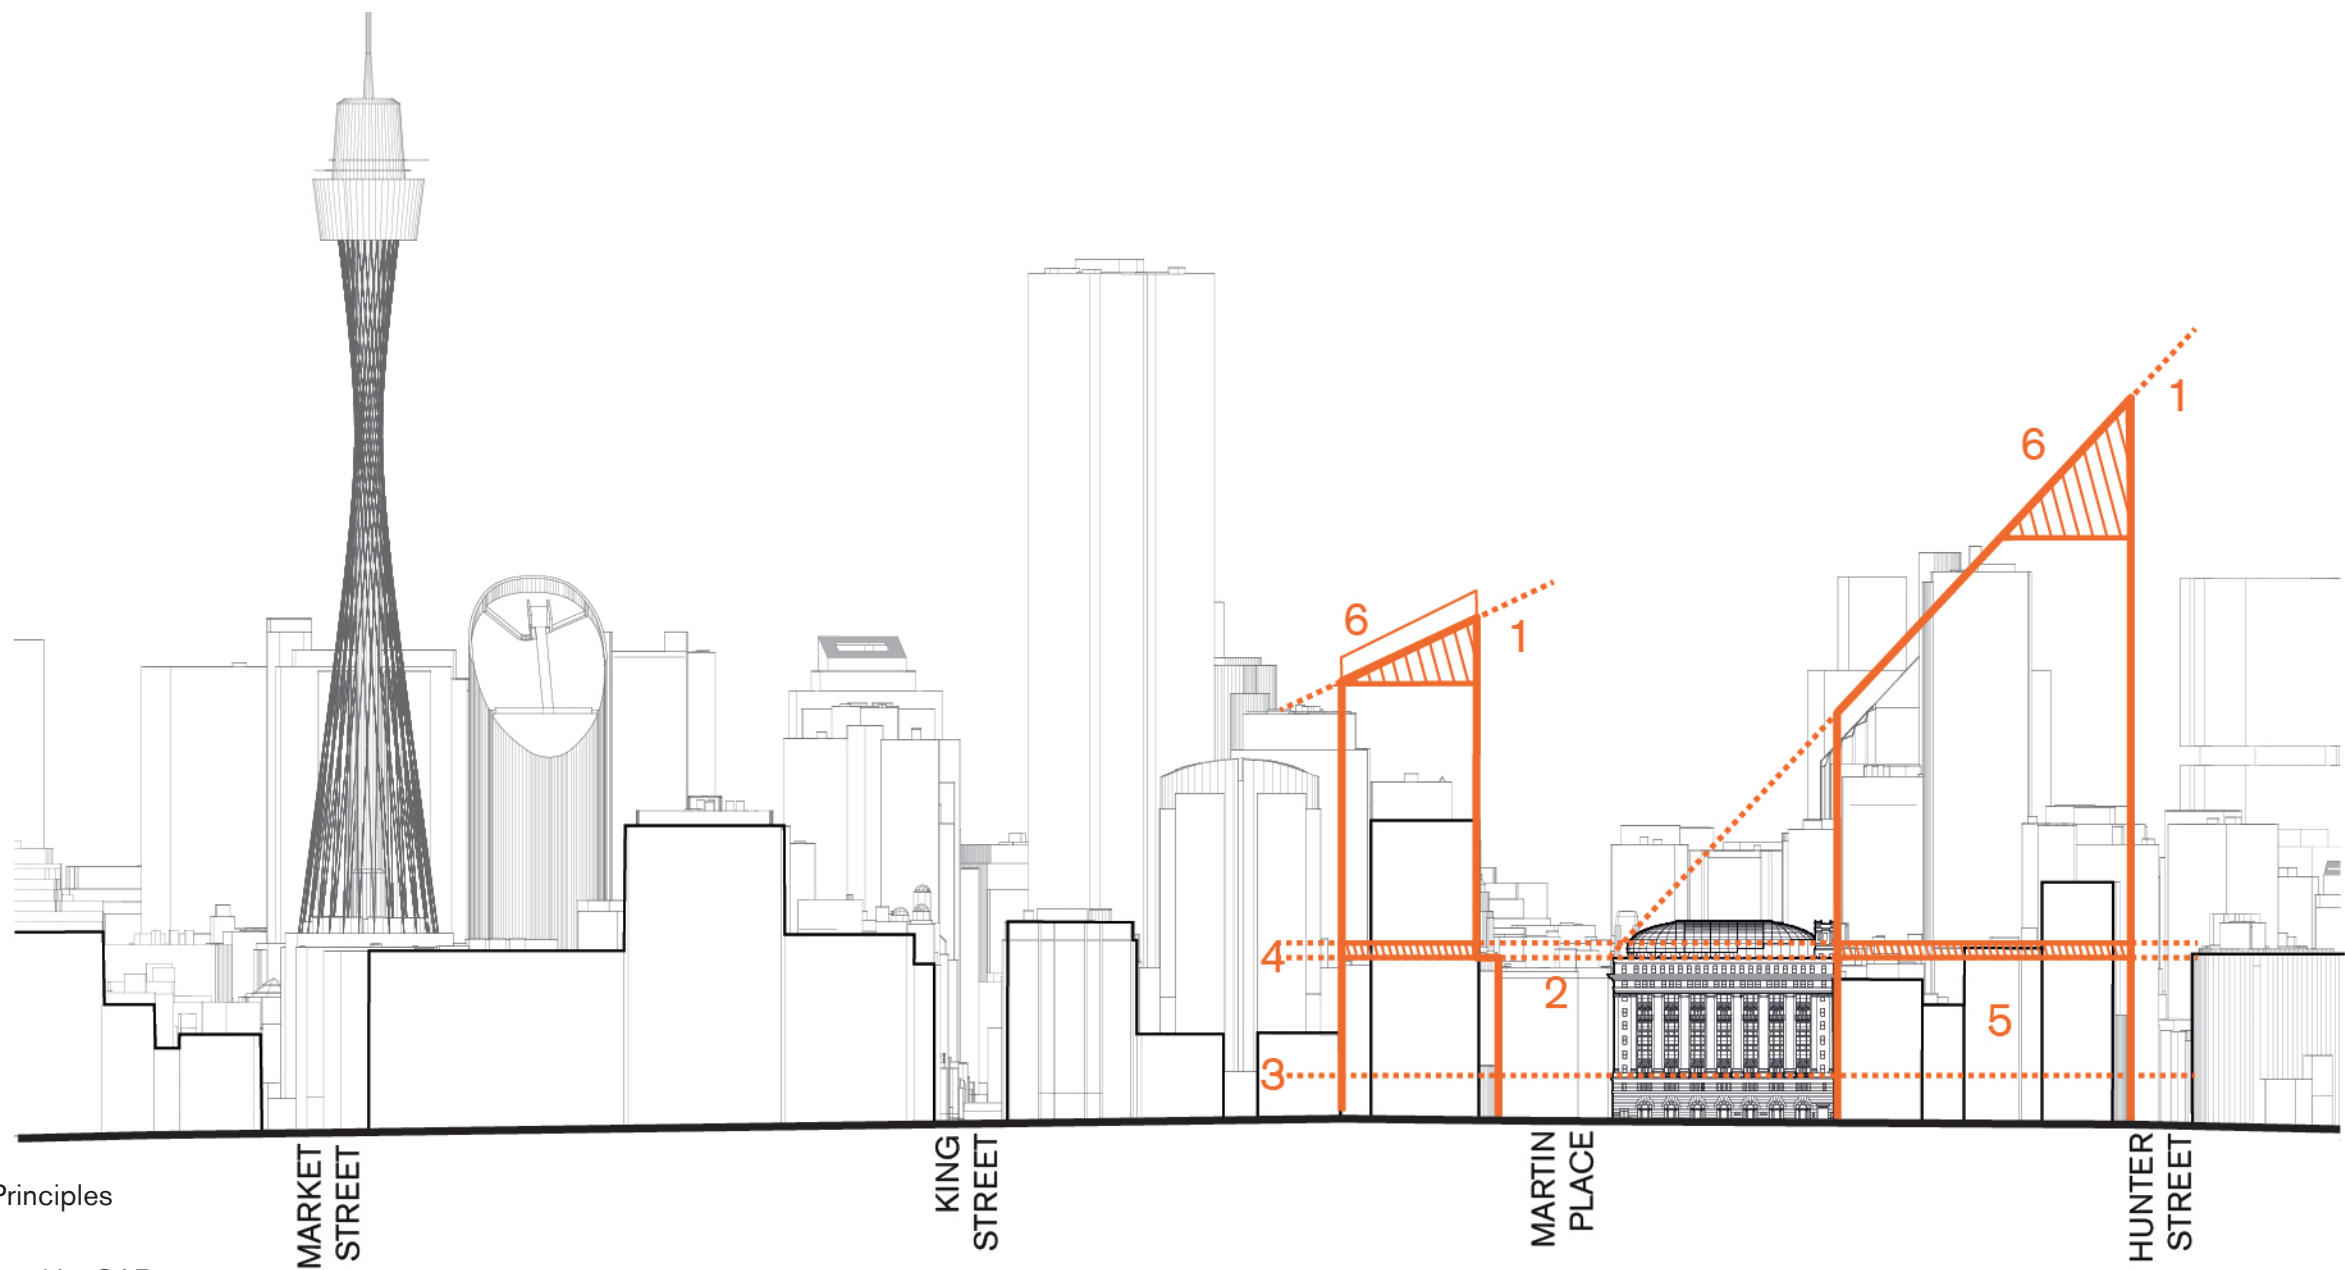 1
6
6
1
4
2
5
3
MARKET
STREET
KING
STREET
MARTIN
PLACE
HUNTER
STREET
Principles